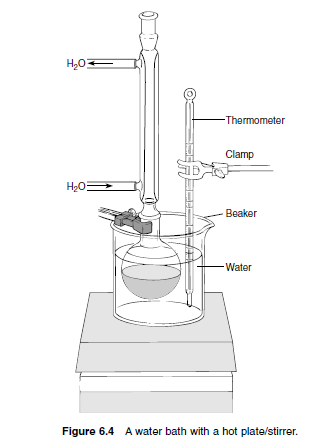 H₂O
Thermometer
Clamp
H₂O
Beaker
Water
Figure 6.4 A water bath with a hot plate/stirrer.